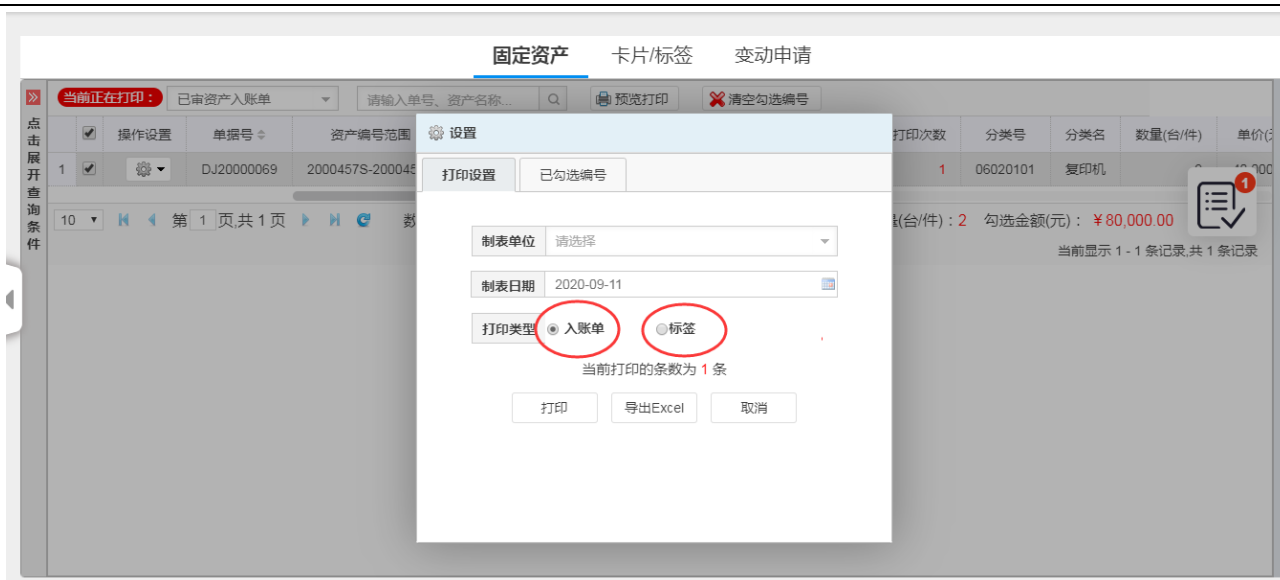 固定资产 卡片/标签 变动申请
当前正在打印： 已审资产入账单 请输入单号、资产名称... 预览打印 清空勾选编号
点击展开查询条件
操作设置 单据号 资产编号范围 打印次数 分类号 分类名 数量(台/件)
1 DJ20000069 2000457S-200045 1 06020101 复印机
10 第 1 页,共 1 页 (台/件)：2 勾选金额(元)：￥80,000.00
当前显示 1 - 1 条记录,共 1 条记录
1
设置
打印设置 已勾选编号
制表单位 请选择
制表日期 2020-09-11
打印类型 入账单 标签
当前打印的条数为 1 条
打印 导出Excel 取消